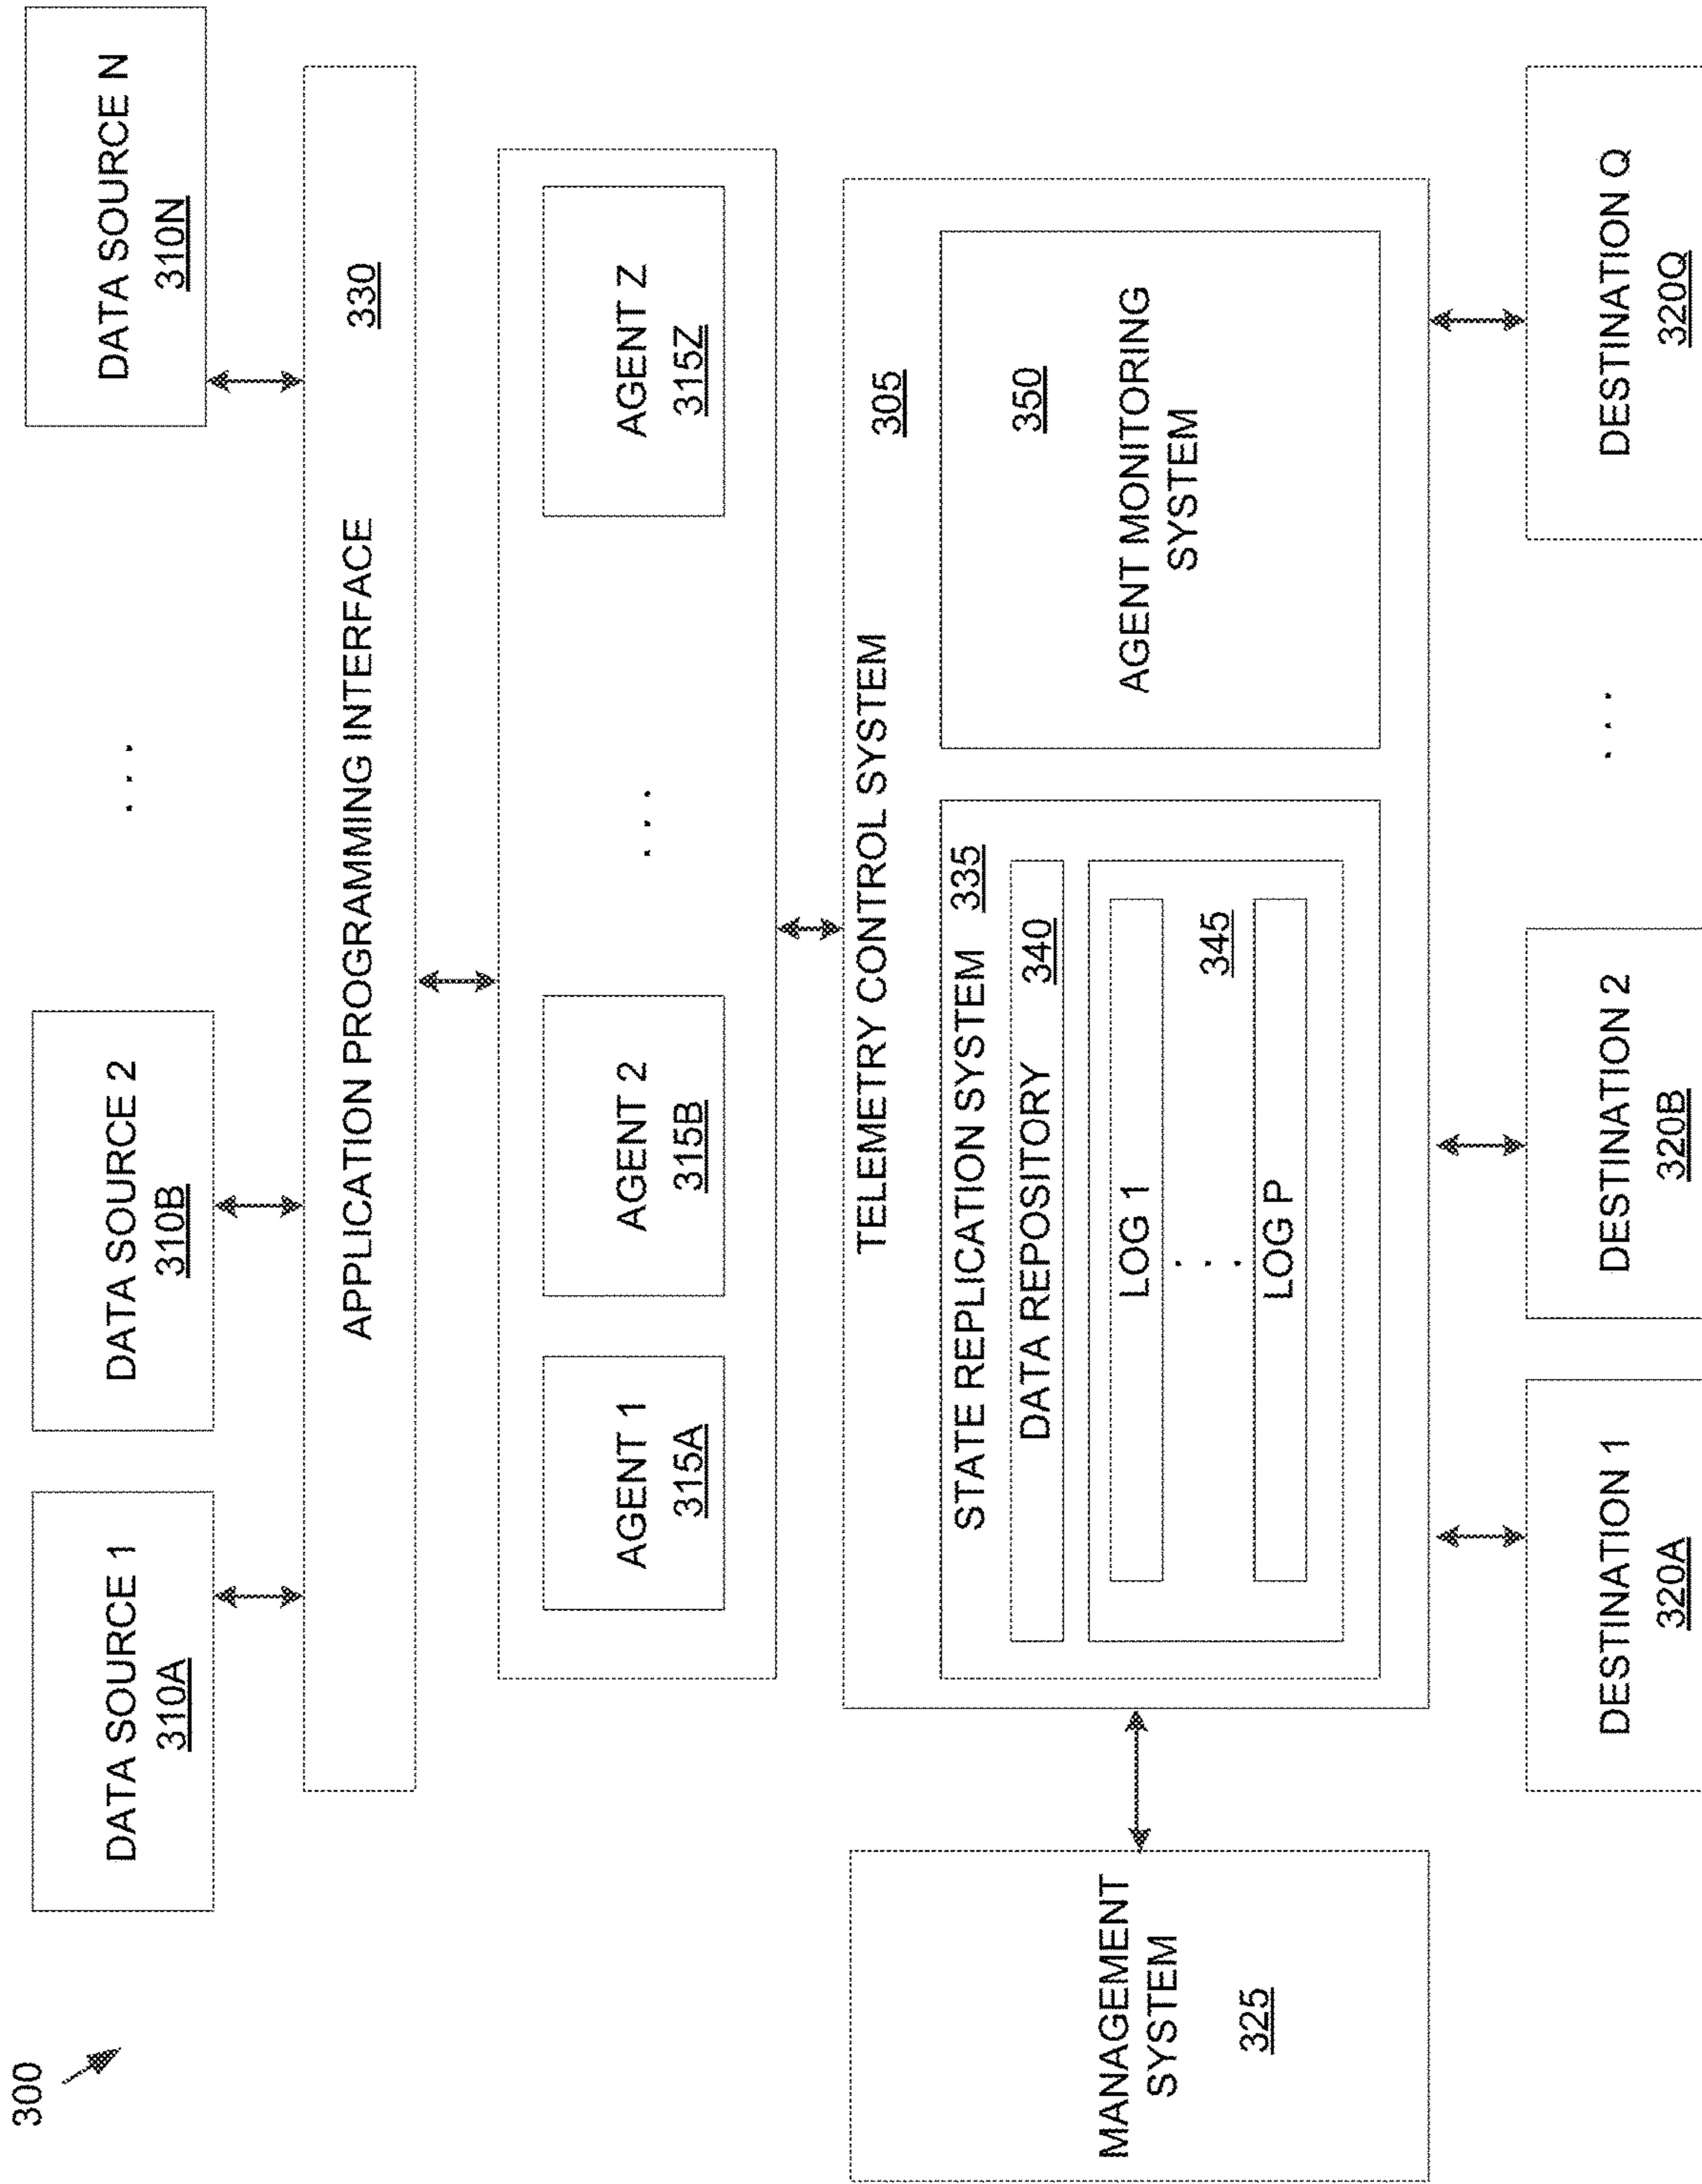 300
DATA SOURCE 1
310A
DATA SOURCE 2
310B
. . .
DATA SOURCE N
310N
APPLICATION PROGRAMMING INTERFACE
330
AGENT 1
315A
AGENT 2
315B
. . .
AGENT Z
315Z
TELEMETRY CONTROL SYSTEM
305
STATE REPLICATION SYSTEM 335
DATA REPOSITORY 340
LOG 1
. . .
345
LOG P
350
AGENT MONITORING
SYSTEM
MANAGEMENT
SYSTEM
325
DESTINATION 1
320A
DESTINATION 2
320B
. . .
DESTINATION Q
320Q